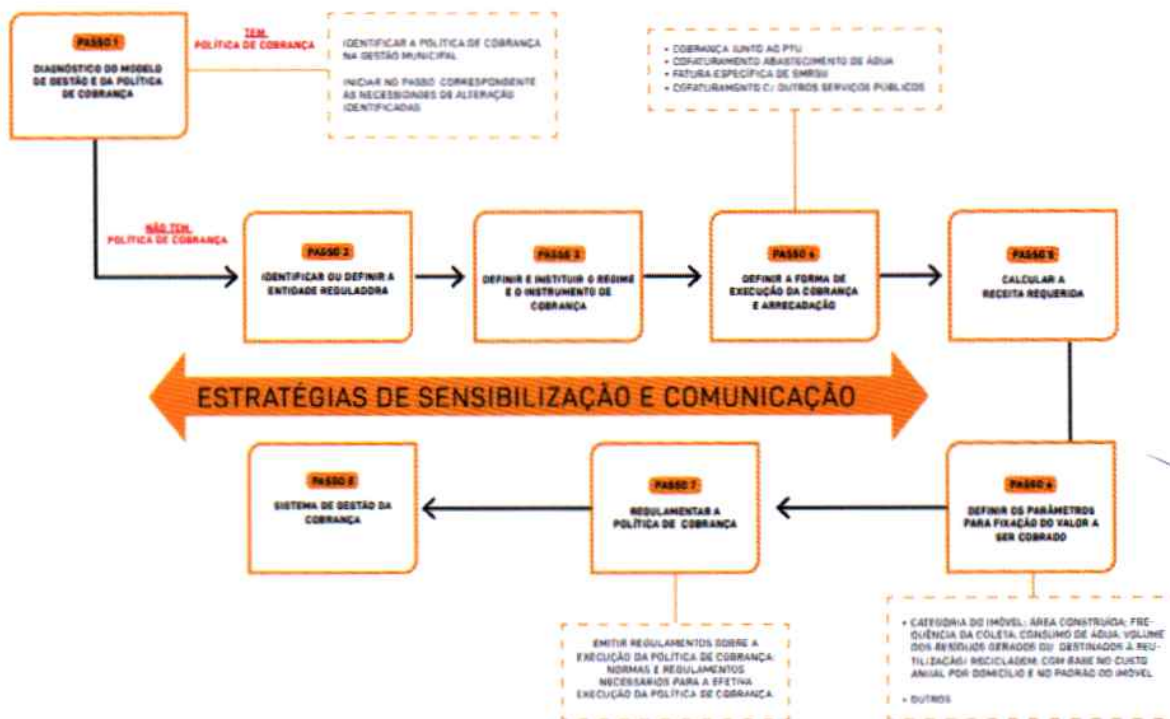 PASSO 1
DIAGNÓSTICO DO MODELO
DE GESTÃO E DA POLÍTICA
DE COBRANÇA
TEM
POLÍTICA DE COBRANÇA
IDENTIFICAR A POLÍTICA DE COBRANÇA
NA GESTÃO MUNICIPAL
INICIAR NO PASSO CORRESPONDENTE
ÀS NECESSIDADES DE ALTERAÇÃO
IDENTIFICADAS
• COBRANÇA JUNTO AO IPTU
• COFATURAMENTO ABASTECIMENTO DE ÁGUA
• FATURA ESPECÍFICA DE SMRSU
• COFATURAMENTO C/ OUTROS SERVIÇOS PÚBLICOS
NÃO TEM
POLÍTICA DE COBRANÇA
PASSO 2
IDENTIFICAR OU DEFINIR A
ENTIDADE REGULADORA
PASSO 3
DEFINIR E INSTITUIR O REGIME
E O INSTRUMENTO DE
COBRANÇA
PASSO 4
DEFINIR A FORMA DE
EXECUÇÃO DA COBRANÇA
E ARRECADAÇÃO
PASSO 5
CALCULAR A
RECEITA REQUERIDA
ESTRATÉGIAS DE SENSIBILIZAÇÃO E COMUNICAÇÃO
PASSO 8
SISTEMA DE GESTÃO DA
COBRANÇA
PASSO 7
REGULAMENTAR A
POLÍTICA DE COBRANÇA
PASSO 6
DEFINIR OS PARÂMETROS
PARA FIXAÇÃO DO VALOR A
SER COBRADO
EMITIR REGULAMENTOS SOBRE A
EXECUÇÃO DA POLÍTICA DE COBRANÇA:
NORMAS E REGULAMENTOS
NECESSÁRIOS PARA A EFETIVA
EXECUÇÃO DA POLÍTICA DE COBRANÇA
• CATEGORIA DO IMÓVEL; ÁREA CONSTRUÍDA; FRE-
QUÊNCIA DA COLETA; CONSUMO DE ÁGUA; VOLUME
DOS RESÍDUOS GERADOS OU DESTINADOS À REU-
TILIZAÇÃO/ RECICLAGEM; COM BASE NO CUSTO
ANUAL POR DOMICÍLIO E NO PADRÃO DO IMÓVEL
• OUTROS